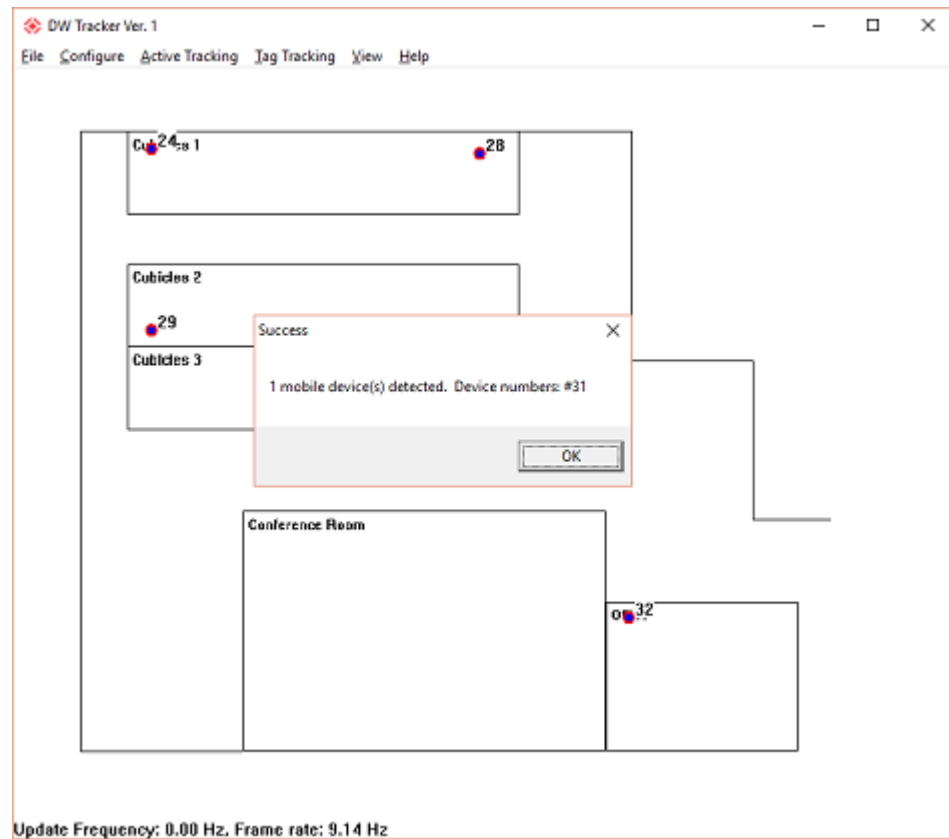 DW Tracker Ver. 1
File Configure Active Tracking Tag Tracking View Help
24 1
28
Cubicles 2
29
Success
Cubicles 3
1 mobile device(s) detected. Device numbers: #31
OK
Conference Room
32
Update Frequency: 0.00 Hz, Frame rate: 9.14 Hz